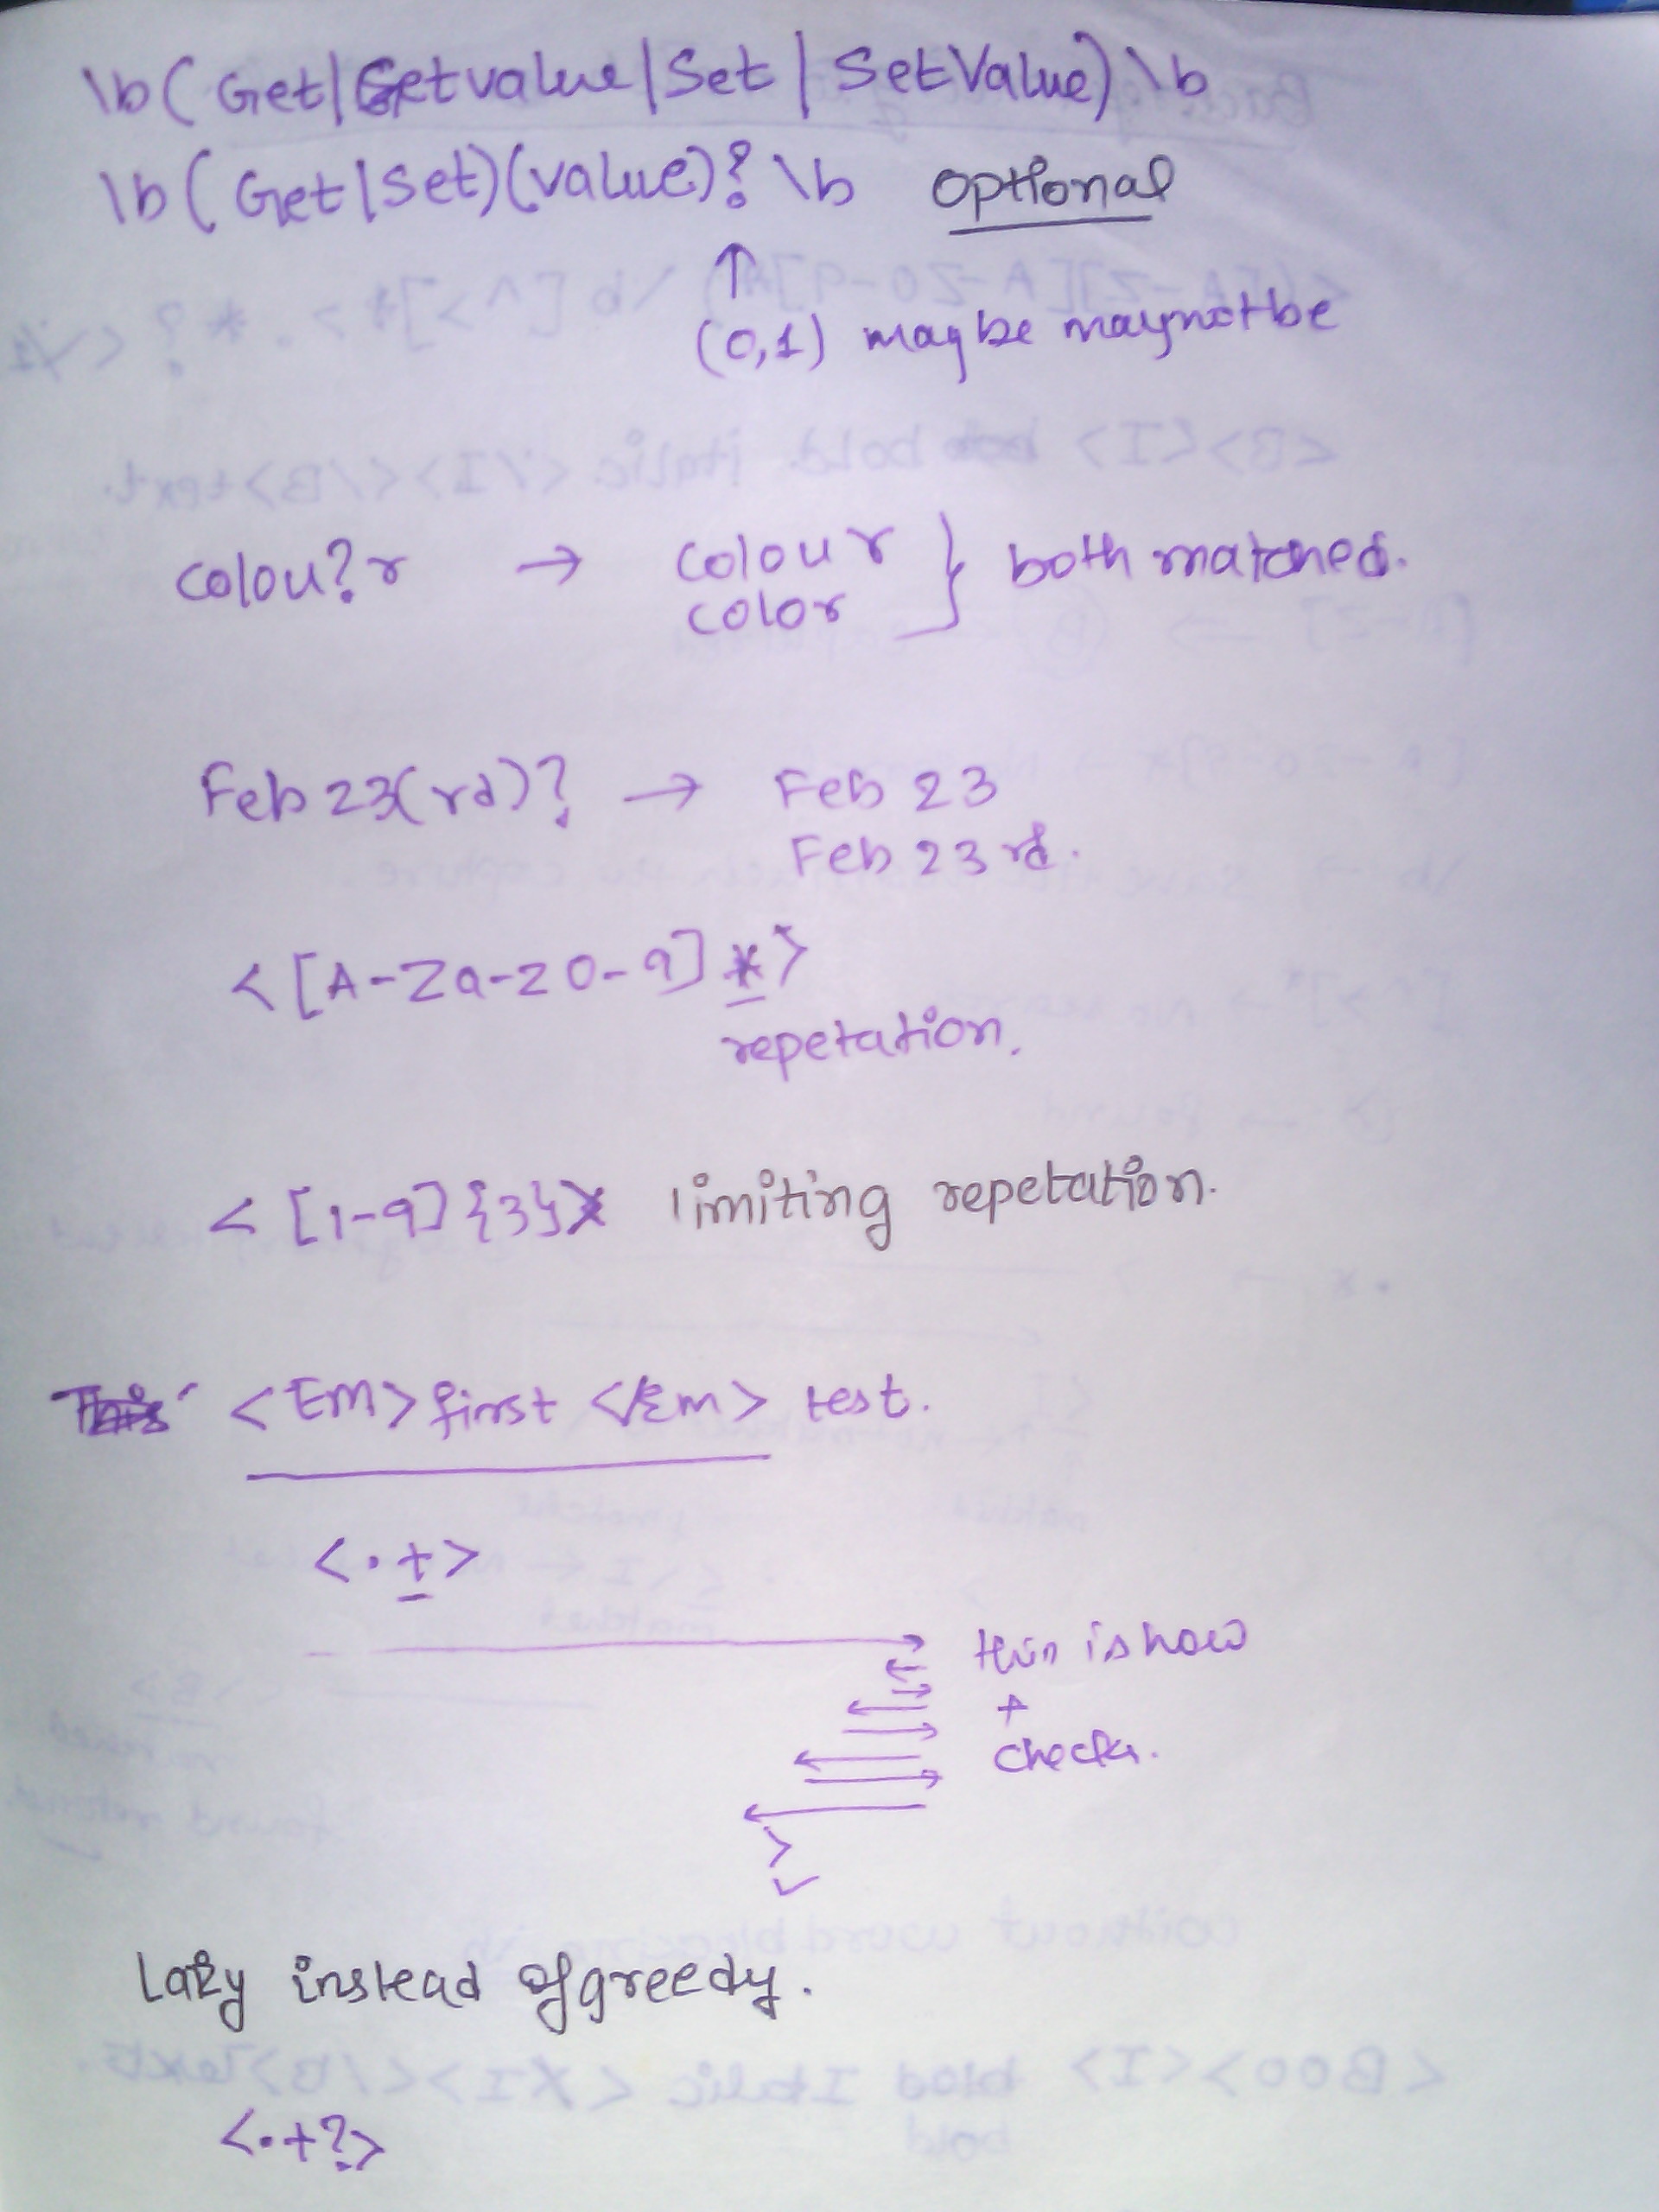 \b(Get|Getvalue|Set|SetValue)\b
\b(Get|Set)(value)?\b optional
↑
(0,1) maybe maynotbe
colou?r → colour } both matched.
color
Feb 23(rd)? → Feb 23
Feb 23 rd.
<[A-Za-z0-9]*>
repetation.
<[1-9]{3}> limiting repetation.
<Em>first </Em> test.
<.+>
this is how
+
checks.
>
✓
Lazy instead of greedy.
<.+?>